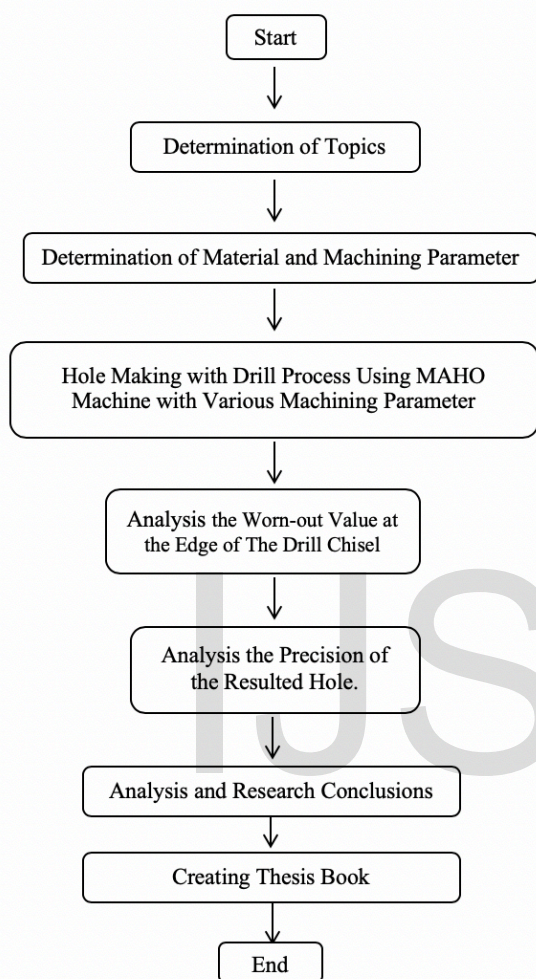 Start
Determination of Topics
Determination of Material and Machining Parameter
Hole Making with Drill Process Using MAHO
Machine with Various Machining Parameter
Analysis the Worn-out Value at
the Edge of The Drill Chisel
Analysis the Precision of
the Resulted Hole.
Analysis and Research Conclusions
Creating Thesis Book
End
IJS